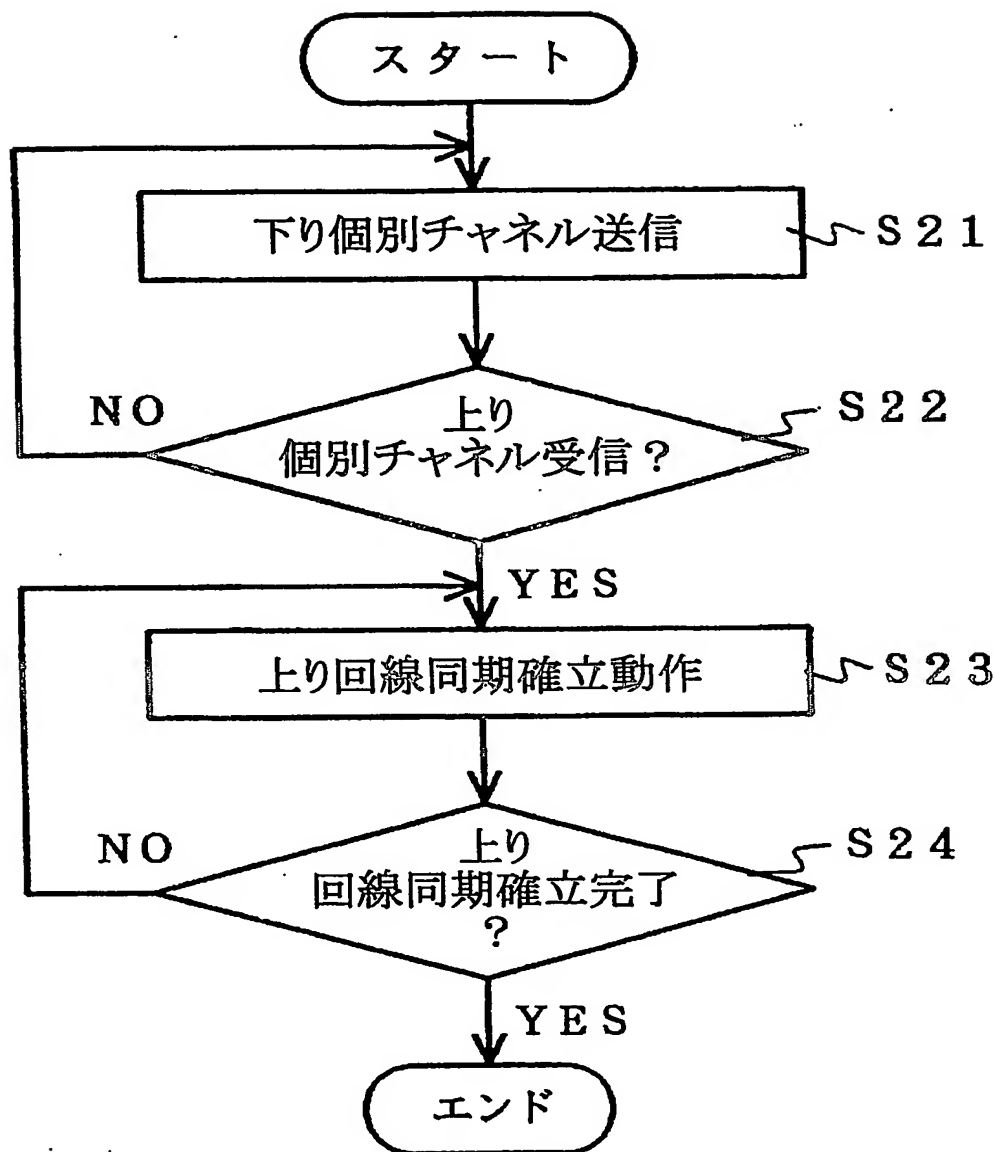 スタート
下り個別チャネル送信
S21
上り
個別チャネル受信？
S22
NO
YES
上り回線同期確立動作
S23
上り
回線同期確立完了
？
S24
NO
YES
エンド